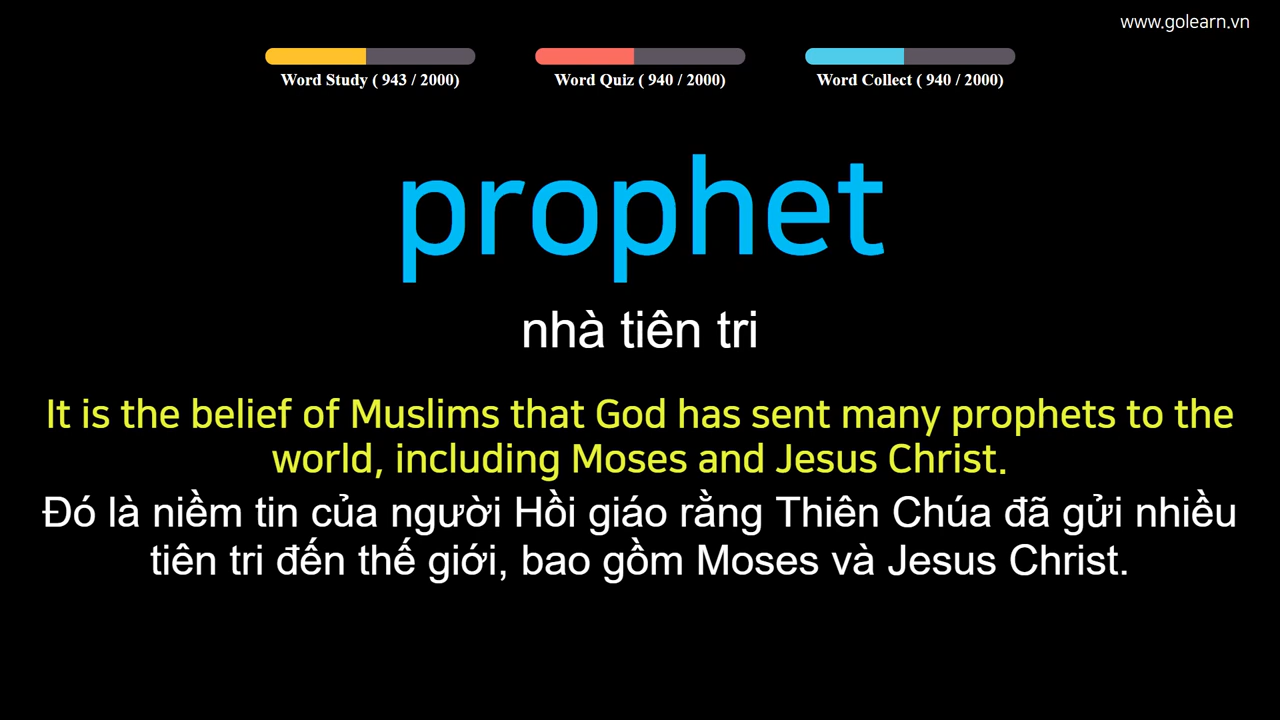 www.golearn.vn
Word Study ( 943 / 2000)
Word Quiz ( 940 / 2000)
Word Collect ( 940 / 2000)
prophet
nhà tiên tri
It is the belief of Muslims that God has sent many prophets to the
world, including Moses and Jesus Christ.
Đó là niềm tin của người Hồi giáo rằng Thiên Chúa đã gửi nhiều
tiên tri đến thế giới, bao gồm Moses và Jesus Christ.